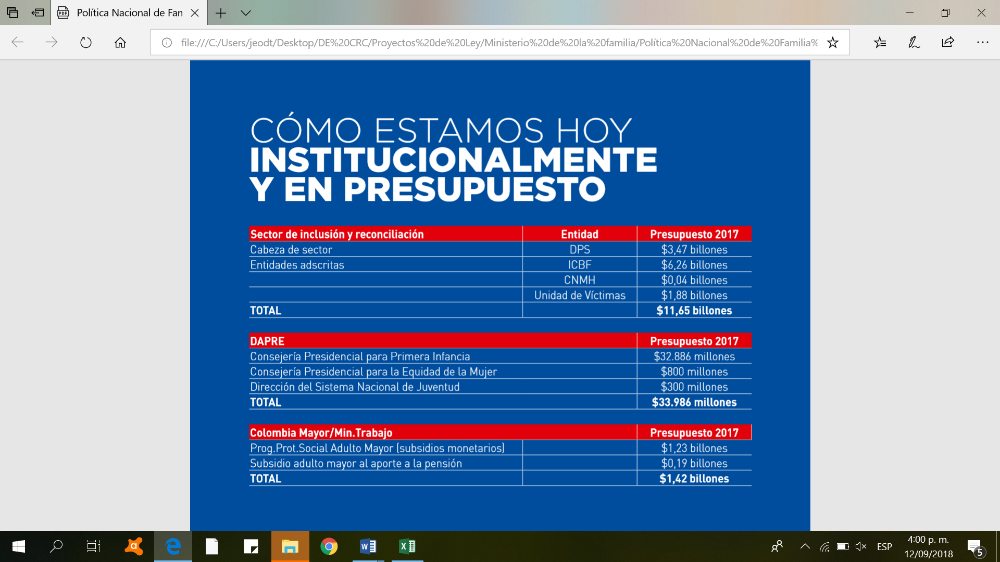 Política Nacional de Fan
file:///C:/Users/jeodt/Desktop/DE%20CRC/Proyectos%20de%20Ley/Ministerio%20de%20la%20familia/Política%20Nacional%20de%20Familia%
CÓMO ESTAMOS HOY
INSTITUCIONALMENTE
Y EN PRESUPUESTO
Sector de inclusión y reconciliación Entidad Presupuesto 2017
Cabeza de sector DPS $3,47 billones
Entidades adscritas ICBF $6,26 billones
CNMH $0,04 billones
Unidad de Víctimas $1,88 billones
TOTAL $11,65 billones
DAPRE Presupuesto 2017
Consejería Presidencial para Primera Infancia $32.886 millones
Consejería Presidencial para la Equidad de la Mujer $800 millones
Dirección del Sistema Nacional de Juventud $300 millones
TOTAL $33.986 millones
Colombia Mayor/Min.Trabajo Presupuesto 2017
Prog.Prot.Social Adulto Mayor (subsidios monetarios) $1,23 billones
Subsidio adulto mayor al aporte a la pensión $0,19 billones
TOTAL $1,42 billones
ESP
4:00 p. m.
12/09/2018
5